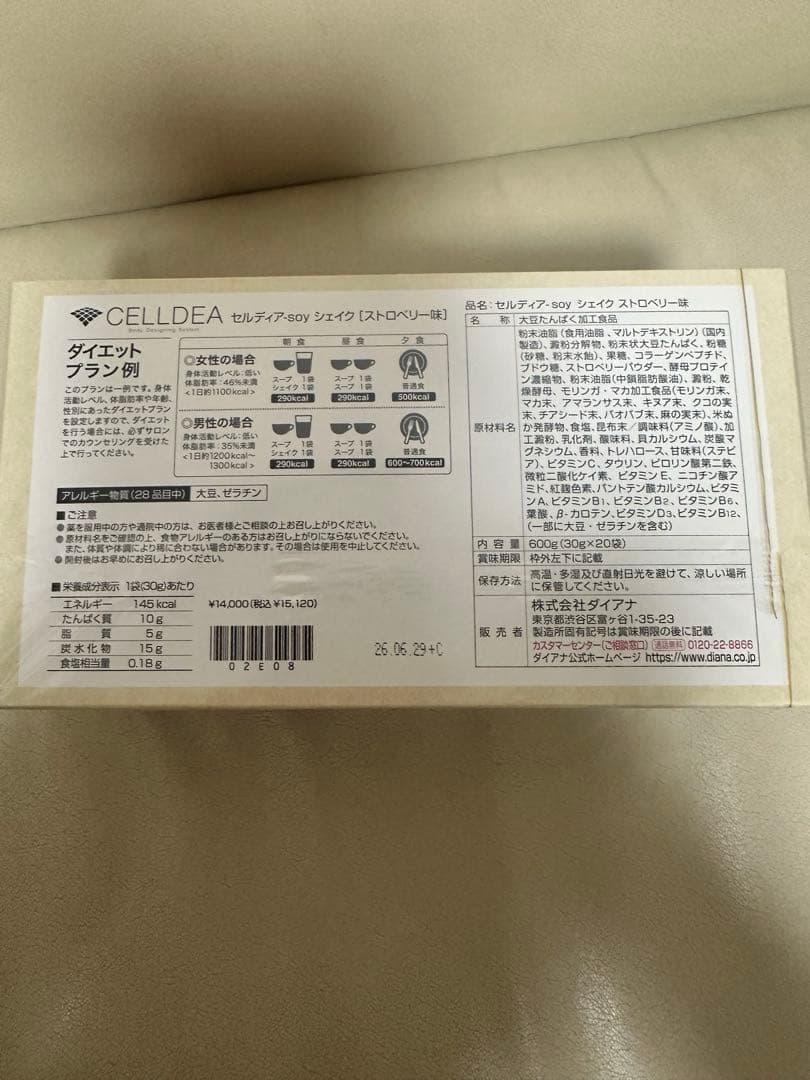 CELLDEA セルディア-soy シェイク [ストロベリー味]
Body Designing System
ダイエット
プラン例
このプランは一例です。身体
活動レベル、体脂肪率や年齢、
性別にあったダイエットプラン
を設定しますので、ダイエット
を行う場合には、必ずサロン
でのカウンセリングを受けた
上で行ってください。
朝食 昼食 夕食
◎女性の場合
身体活動レベル:低い
体脂肪率:46%未満
<1日約1100kcal>
スープ 1袋
シェイク 1袋
290kcal
スープ 1袋
スープ 1袋
290kcal
普通食
500kcal
◎男性の場合
身体活動レベル:低い
体脂肪率:35%未満
<1日約1200kcal~
1300kcal>
スープ 1袋
シェイク 1袋
290kcal
スープ 1袋
スープ 1袋
290kcal
普通食
600~700kcal
アレルギー物質(28品目中) 大豆、ゼラチン
■ご注意
●薬を服用中の方や通院中の方は、お医者様とご相談の上お召し上がりください。
●原材料名をご確認の上、食物アレルギーのある方はお召し上がりにならないでください。
また、体質や体調により稀に合わない場合があります。その場合は使用を中止してください。
●開封後はお早めにお召し上がりください。
■栄養成分表示 1袋(30g)あたり
エネルギー 145kcal
たんぱく質 10g
脂質 5g
炭水化物 15g
食塩相当量 0.18g
¥14,000(税込¥15,120)
02E08
26.06.29+C
品名:セルディア-soy シェイク ストロベリー味
名称 大豆たんぱく加工食品
原材料名
粉末油脂(食用油脂、マルトデキストリン)(国内
製造)、澱粉分解物、粉末状大豆たんぱく、粉糖
(砂糖、粉末水飴)、果糖、コラーゲンペプチド、
ブドウ糖、ストロベリーパウダー、酵母プロテイ
ン濃縮物、粉末油脂(中鎖脂肪酸油)、澱粉、乾
燥酵母、モリンガ・マカ加工食品(モリンガ末、
マカ末、アマランサス末、キヌア末、クコの実
末、チアシード末、バオバブ末、麻の実末)、米ぬ
か発酵物、食塩、昆布末/調味料(アミノ酸)、加
工澱粉、乳化剤、酸味料、貝カルシウム、炭酸マ
グネシウム、香料、トレハロース、甘味料(ステビ
ア)、ビタミンC、タウリン、ピロリン酸第二鉄、
微粒二酸化ケイ素、ビタミンE、ニコチン酸ア
ミド、紅麹色素、パントテン酸カルシウム、ビタミ
ンA、ビタミンB1、ビタミンB2、ビタミンB6、
葉酸、β-カロテン、ビタミンD3、ビタミンB12、
(一部に大豆・ゼラチンを含む)
内容量 600g(30g×20袋)
賞味期限 枠外左下に記載
保存方法 高温・多湿及び直射日光を避けて、涼しい場所
に保管してください。
販売者
株式会社ダイアナ
東京都渋谷区富ヶ谷1-35-23
製造所固有記号は賞味期限の後に記載
カスタマーセンター(ご相談窓口) 通話無料 0120-22-8866
ダイアナ公式ホームページ https://www.diana.co.jp